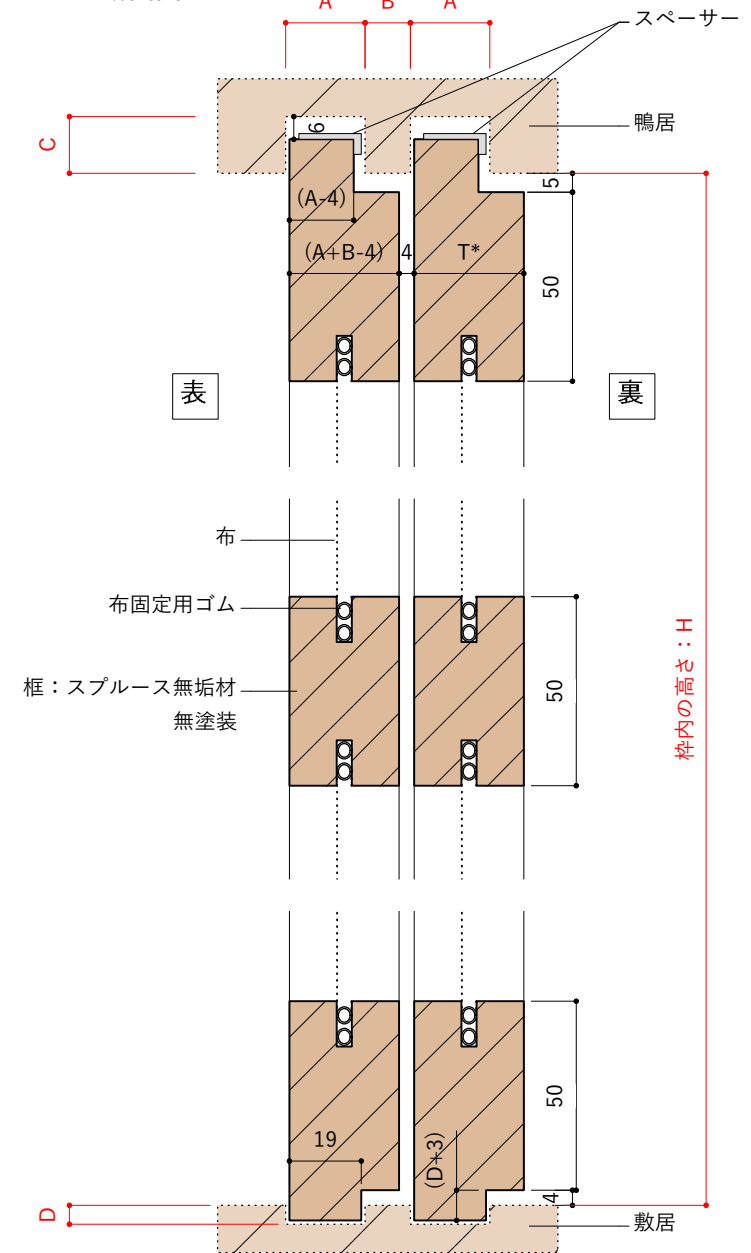 A
B
A
スペーサー
C
6
鴨居
5
(A-4)
(A+B-4)
4
T*
50
表
裏
布
布固定用ゴム
框：スプルース無垢材
無塗装
50
枠内の高さ：H
50
19
(D+3)
4
D
敷居